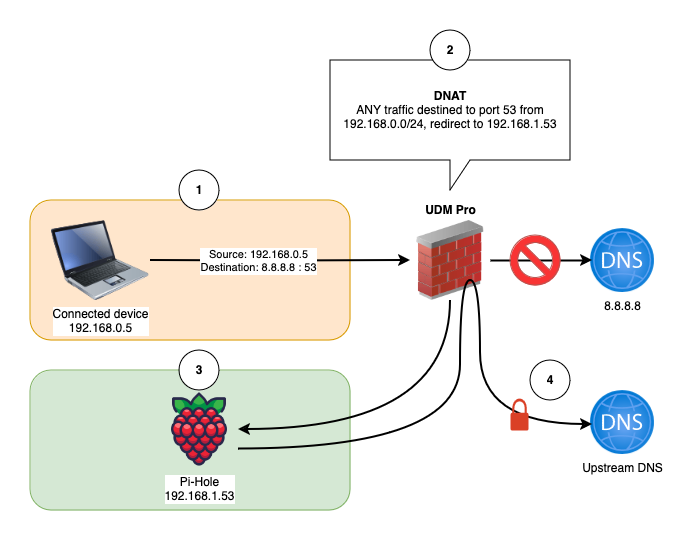 2
DNAT
ANY traffic destined to port 53 from
192.168.0.0/24, redirect to 192.168.1.53
1
UDM Pro
Source: 192.168.0.5
Destination: 8.8.8.8 : 53
DNS
8.8.8.8
Connected device
192.168.0.5
3
4
DNS
Upstream DNS
Pi-Hole
192.168.1.53